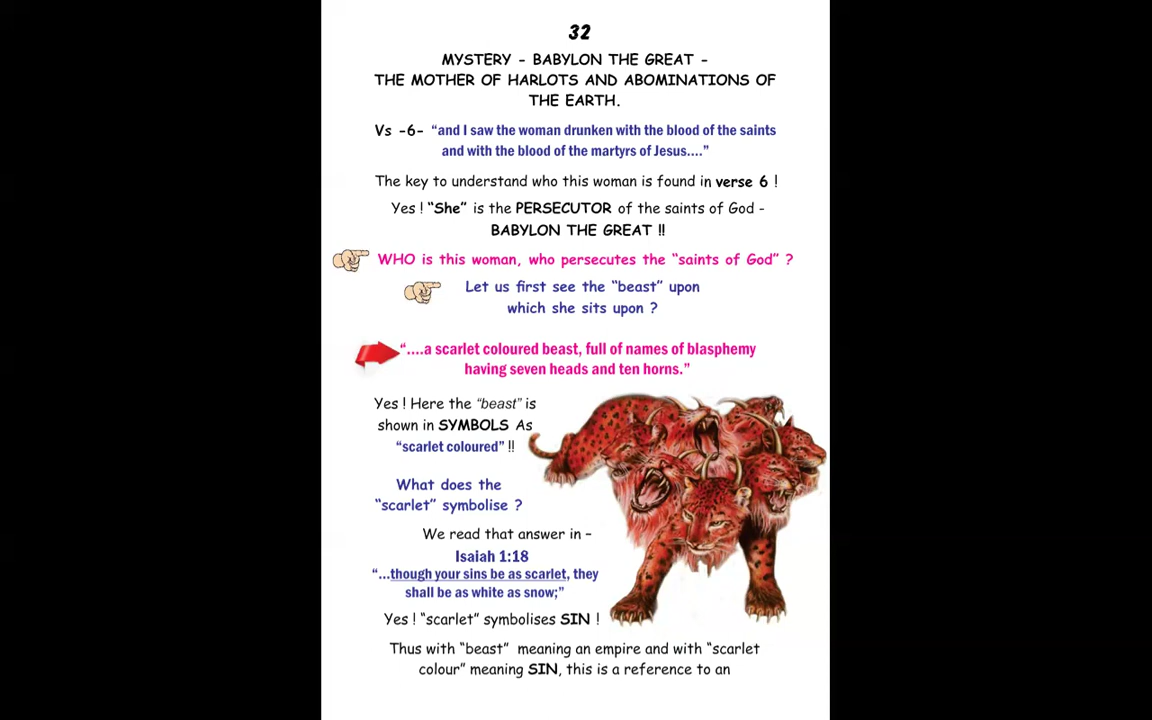 32
MYSTERY - BABYLON THE GREAT -
THE MOTHER OF HARLOTS AND ABOMINATIONS OF
THE EARTH.
Vs -6- “and I saw the woman drunken with the blood of the saints
and with the blood of the martyrs of Jesus....”
The key to understand who this woman is found in verse 6 !
Yes ! “She” is the PERSECUTOR of the saints of God -
BABYLON THE GREAT !!
WHO is this woman, who persecutes the “saints of God” ?
Let us first see the “beast” upon
which she sits upon ?
“....a scarlet coloured beast, full of names of blasphemy
having seven heads and ten horns.”
Yes ! Here the “beast” is
shown in SYMBOLS As
“scarlet coloured” !!
What does the
“scarlet” symbolise ?
We read that answer in –
Isaiah 1:18
“...though your sins be as scarlet, they
shall be as white as snow;”
Yes ! “scarlet” symbolises SIN !
Thus with “beast” meaning an empire and with “scarlet
colour” meaning SIN, this is a reference to an